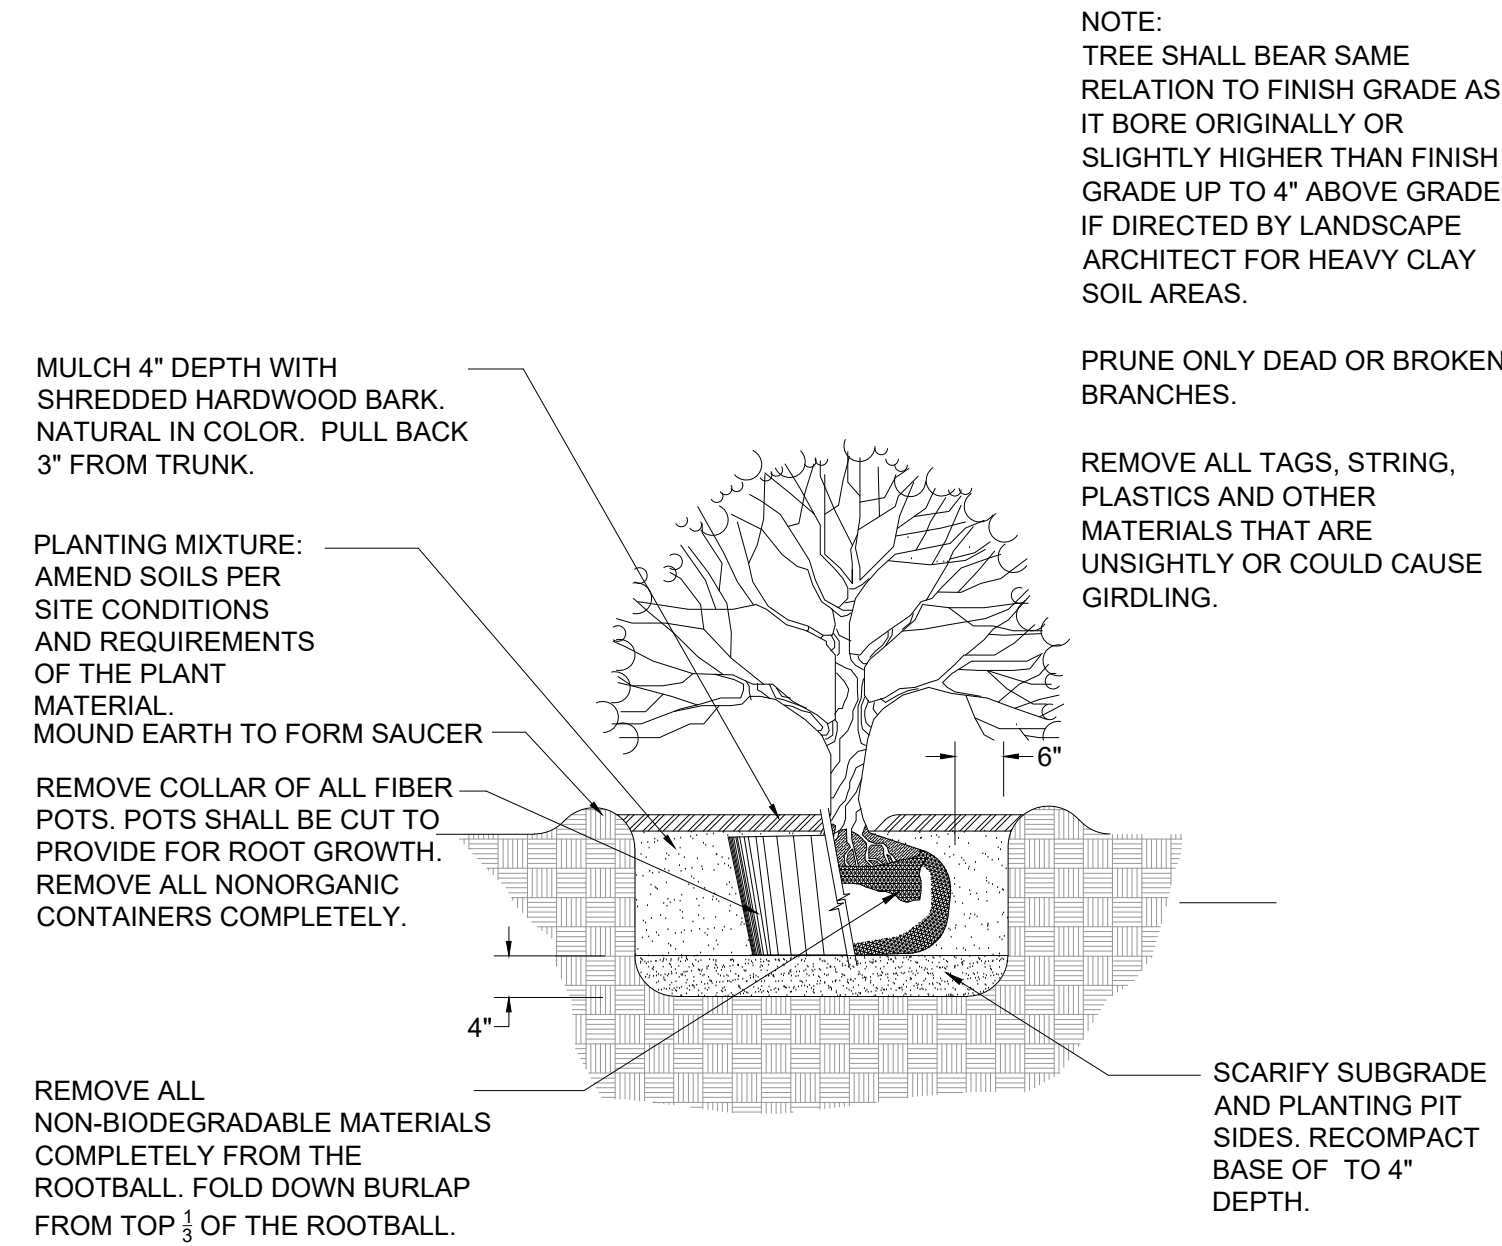 NOTE:
TREE SHALL BEAR SAME
RELATION TO FINISH GRADE AS
IT BORE ORIGINALLY OR
SLIGHTLY HIGHER THAN FINISH
GRADE UP TO 4" ABOVE GRADE
IF DIRECTED BY LANDSCAPE
ARCHITECT FOR HEAVY CLAY
SOIL AREAS.
PRUNE ONLY DEAD OR BROKEN
BRANCHES.
REMOVE ALL TAGS, STRING,
PLASTICS AND OTHER
MATERIALS THAT ARE
UNSIGHTLY OR COULD CAUSE
GIRDLING.
MULCH 4" DEPTH WITH
SHREDDED HARDWOOD BARK.
NATURAL IN COLOR. PULL BACK
3" FROM TRUNK.
PLANTING MIXTURE:
AMEND SOILS PER
SITE CONDITIONS
AND REQUIREMENTS
OF THE PLANT
MATERIAL.
MOUND EARTH TO FORM SAUCER
6"
REMOVE COLLAR OF ALL FIBER
POTS. POTS SHALL BE CUT TO
PROVIDE FOR ROOT GROWTH.
REMOVE ALL NONORGANIC
CONTAINERS COMPLETELY.
4"
REMOVE ALL
NON-BIODEGRADABLE MATERIALS
COMPLETELY FROM THE
ROOTBALL. FOLD DOWN BURLAP
FROM TOP 1/3 OF THE ROOTBALL.
SCARIFY SUBGRADE
AND PLANTING PIT
SIDES. RECOMPACT
BASE OF TO 4"
DEPTH.